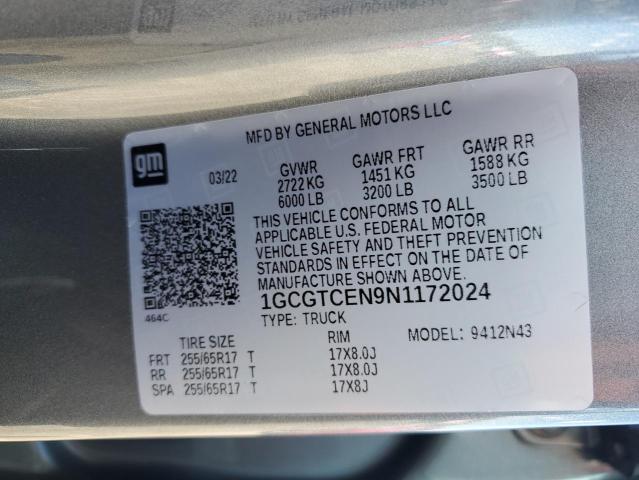 gm
MFD BY GENERAL MOTORS LLC
03/22
GVWR GAWR FRT GAWR RR
2722 KG 1451 KG 1588 KG
6000 LB 3200 LB 3500 LB
THIS VEHICLE CONFORMS TO ALL
APPLICABLE U.S. FEDERAL MOTOR
VEHICLE SAFETY AND THEFT PREVENTION
STANDARDS IN EFFECT ON THE DATE OF
MANUFACTURE SHOWN ABOVE.
464C
1GCGTCEN9N1172024
TYPE: TRUCK MODEL: 9412N43
TIRE SIZE RIM
FRT 255/65R17 T 17X8.0J
RR 255/65R17 T 17X8.0J
SPA 255/65R17 T 17X8J